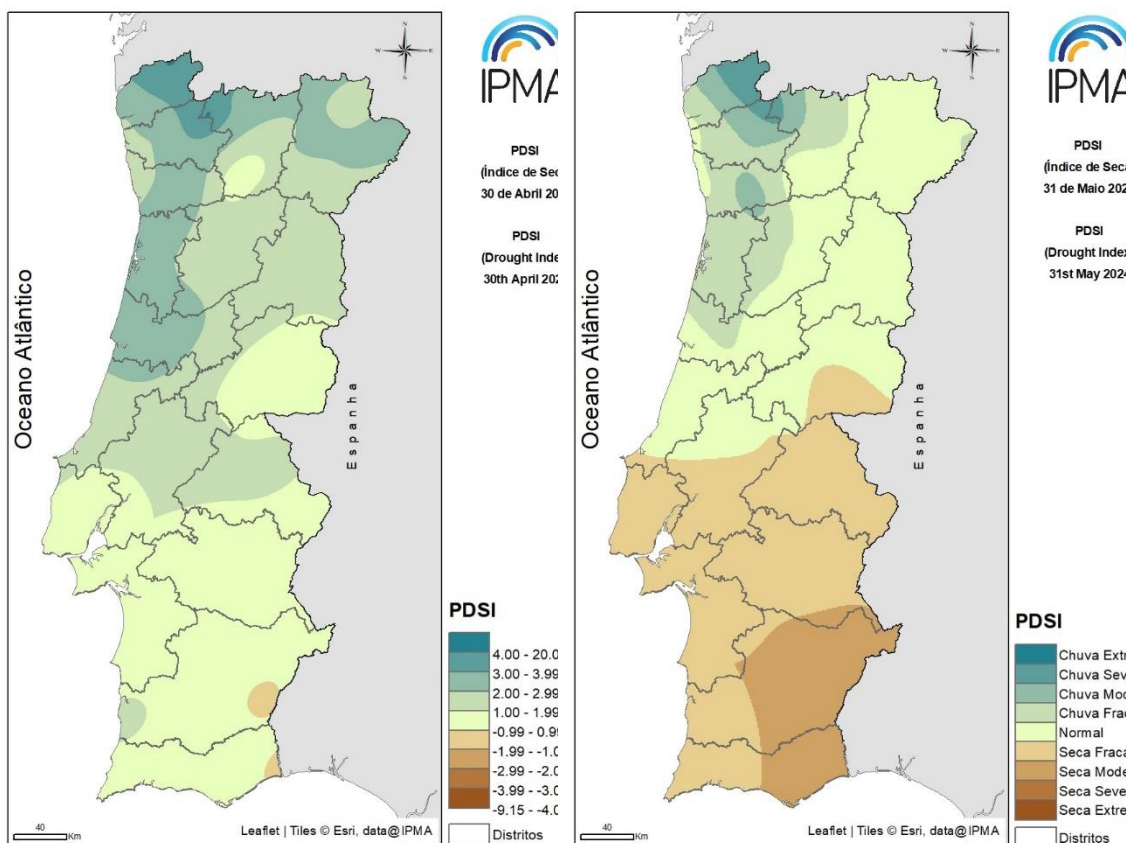 IPMA
PDSI
(Índice de Sec
30 de Abril 20
PDSI
(Drought Inde
30th April 202
Oceano Atlântico
Espanha
PDSI
4.00 - 20.0
3.00 - 3.99
2.00 - 2.99
1.00 - 1.99
-0.99 - 0.99
-1.99 - -1.0
-2.99 - -2.0
-3.99 - -3.0
-9.15 - -4.0
Distritos
40
Km
Leaflet | Tiles © Esri, data@IPMA
N
W
E
S
IPMA
PDSI
(Índice de Seca
31 de Maio 202
PDSI
(Drought Index
31st May 2024
Oceano Atlântico
Espanha
PDSI
Chuva Extr
Chuva Sev
Chuva Mod
Chuva Frac
Normal
Seca Fraca
Seca Mode
Seca Seve
Seca Extre
Distritos
40
Km
Leaflet | Tiles © Esri, data@IPMA
N
W
E
S